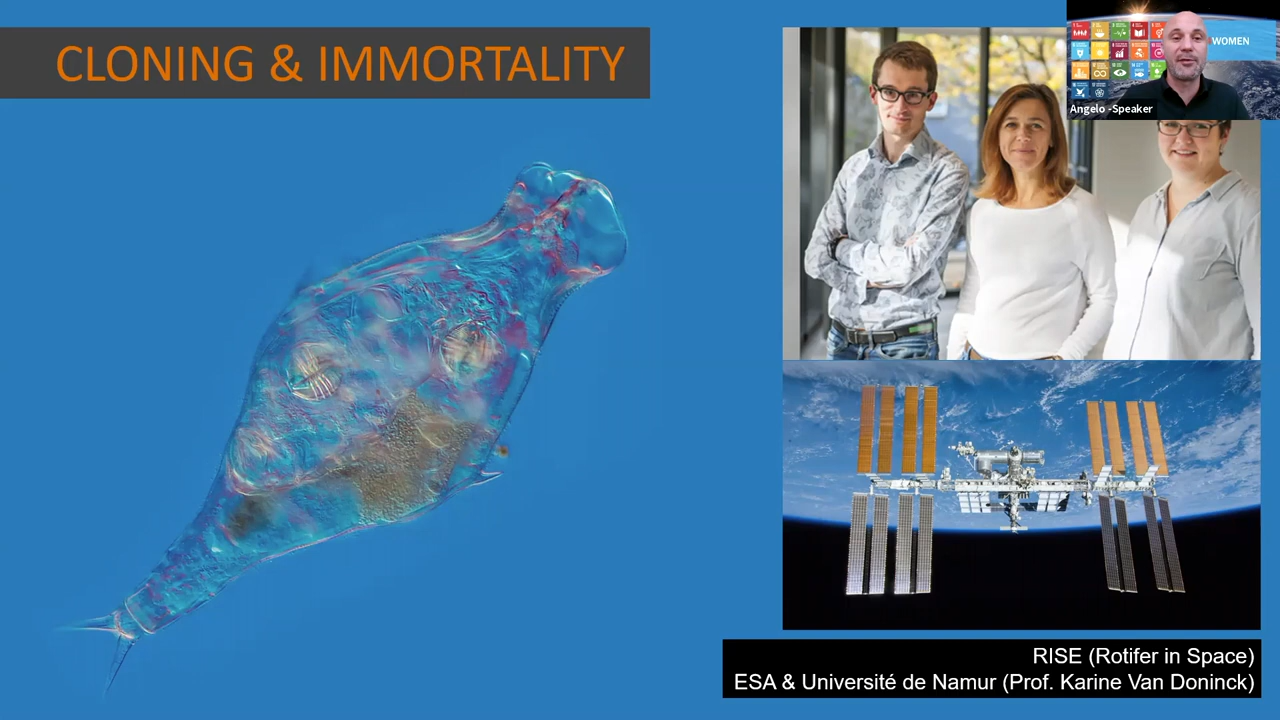 CLONING & IMMORTALITY
WOMEN
Angelo -Speaker
RISE (Rotifer in Space)
ESA & Université de Namur (Prof. Karine Van Doninck)